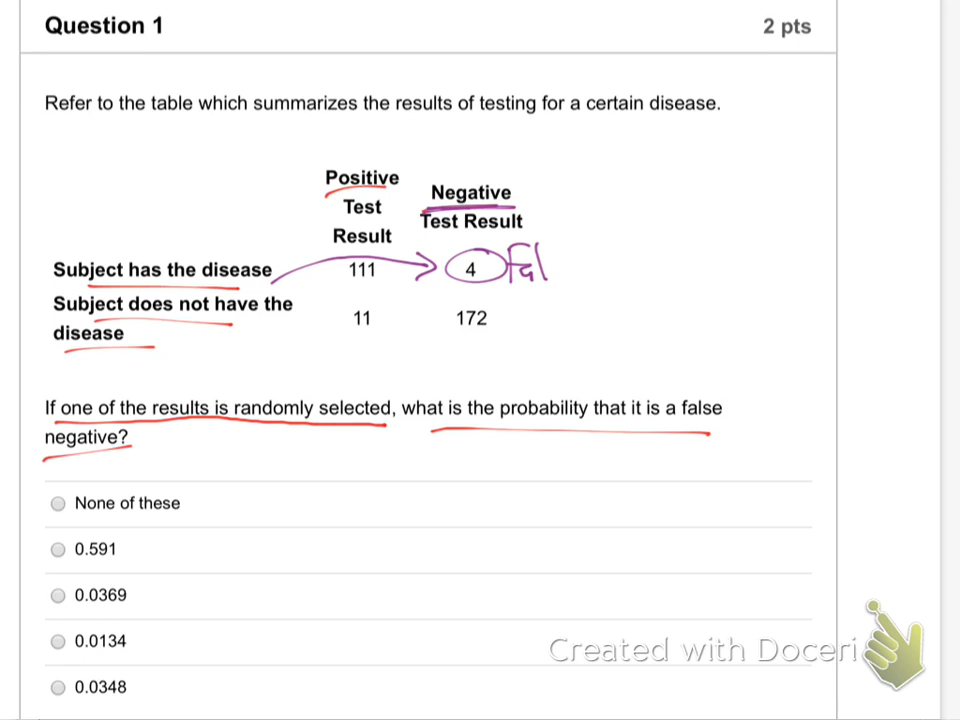 Question 1 2 pts
Refer to the table which summarizes the results of testing for a certain disease.
Positive
Test
Result
Negative
Test Result
Subject has the disease 111 4 Fal
Subject does not have the
disease
11 172
If one of the results is randomly selected, what is the probability that it is a false
negative?
None of these
0.591
0.0369
0.0134
0.0348
Created with Doceri